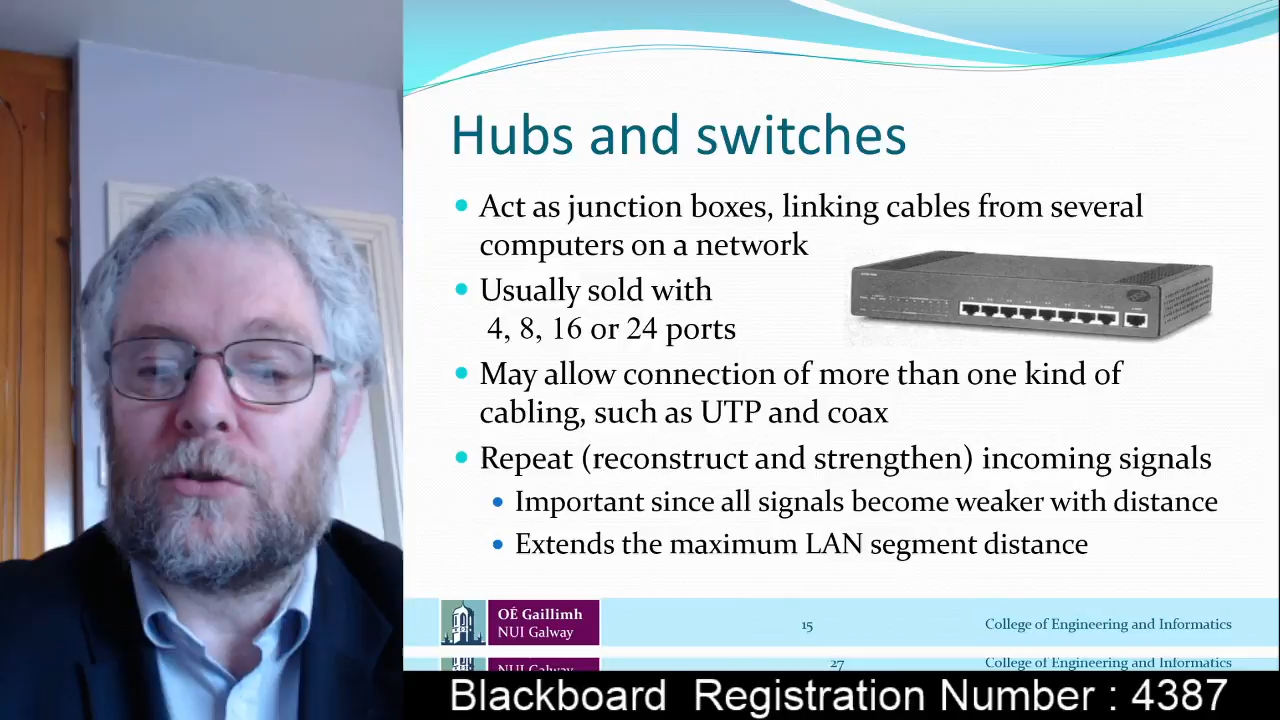 Hubs and switches
Act as junction boxes, linking cables from several
computers on a network
Usually sold with
4, 8, 16 or 24 ports
May allow connection of more than one kind of
cabling, such as UTP and coax
Repeat (reconstruct and strengthen) incoming signals
Important since all signals become weaker with distance
Extends the maximum LAN segment distance
OÉ Gaillimh
NUI Galway
15
College of Engineering and Informatics
NUI Galway
27
College of Engineering and Informatics
Blackboard Registration Number : 4387